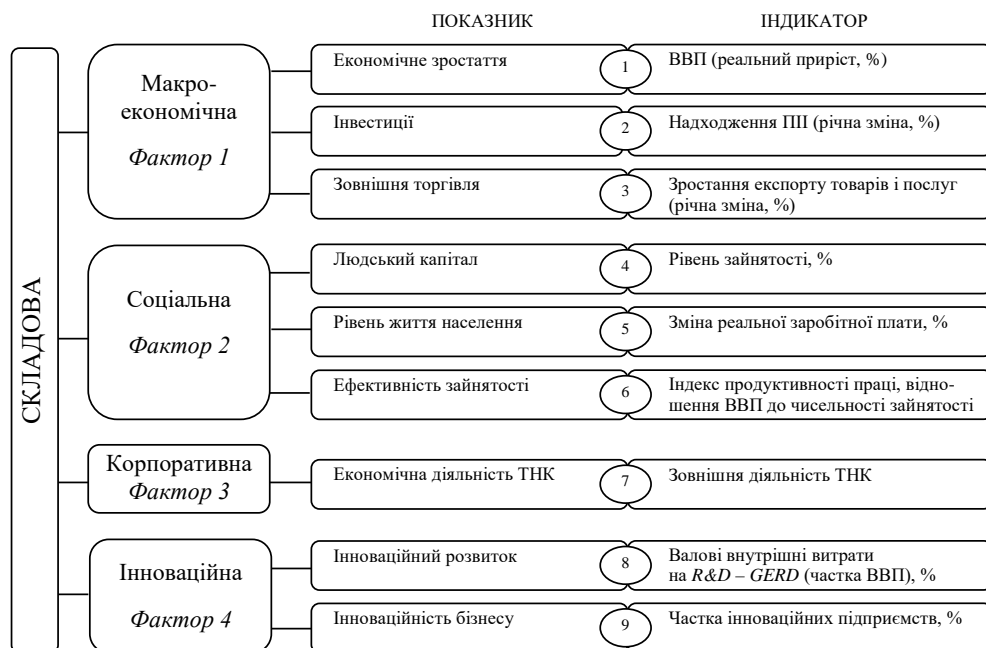 ПОКАЗНИК
ІНДИКАТОР
СКЛАДОВА
Макро-
економічна
Фактор 1
Економічне зростаття
1
ВВП (реальний приріст, %)
Інвестиції
2
Надходження ПІІ (річна зміна, %)
Зовнішня торгівля
3
Зростання експорту товарів і послуг
(річна зміна, %)
Соціальна
Фактор 2
Людський капітал
4
Рівень зайнятості, %
Рівень життя населення
5
Зміна реальної заробітної плати, %
Ефективність зайнятості
6
Індекс продуктивності праці, відно-
шення ВВП до чисельності зайнятості
Корпоративна
Фактор 3
Економічна діяльність ТНК
7
Зовнішня діяльність ТНК
Інноваційна
Фактор 4
Інноваційний розвиток
8
Валові внутрішні витрати
на R&D – GERD (частка ВВП), %
Інноваційність бізнесу
9
Частка інноваційних підприємств, %